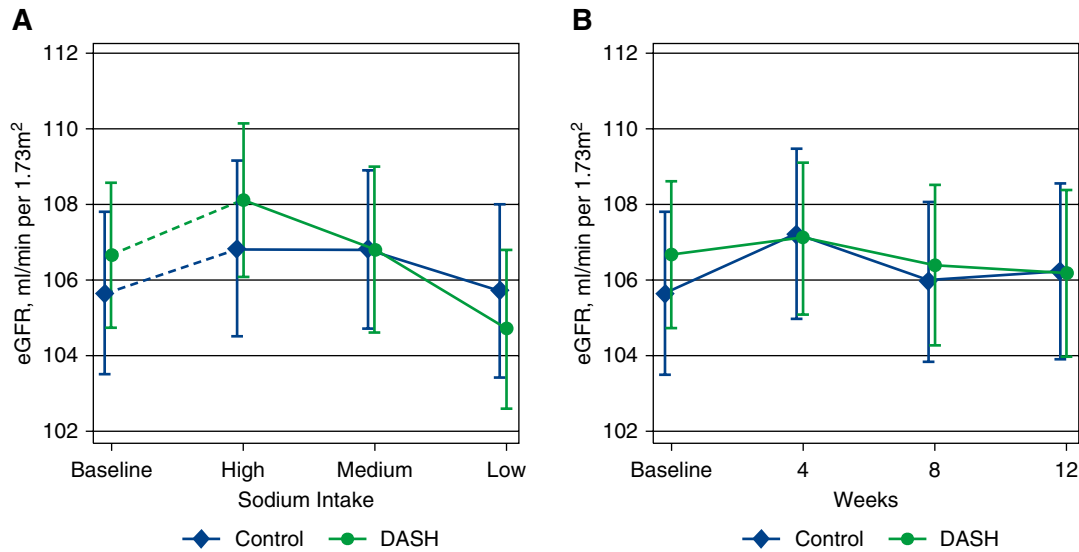 A
eGFR, ml/min per 1.73m²
112
110
108
106
104
102
Baseline High Medium Low
Sodium Intake
Control DASH
B
eGFR, ml/min per 1.73m²
112
110
108
106
104
102
Baseline 4 8 12
Weeks
Control DASH